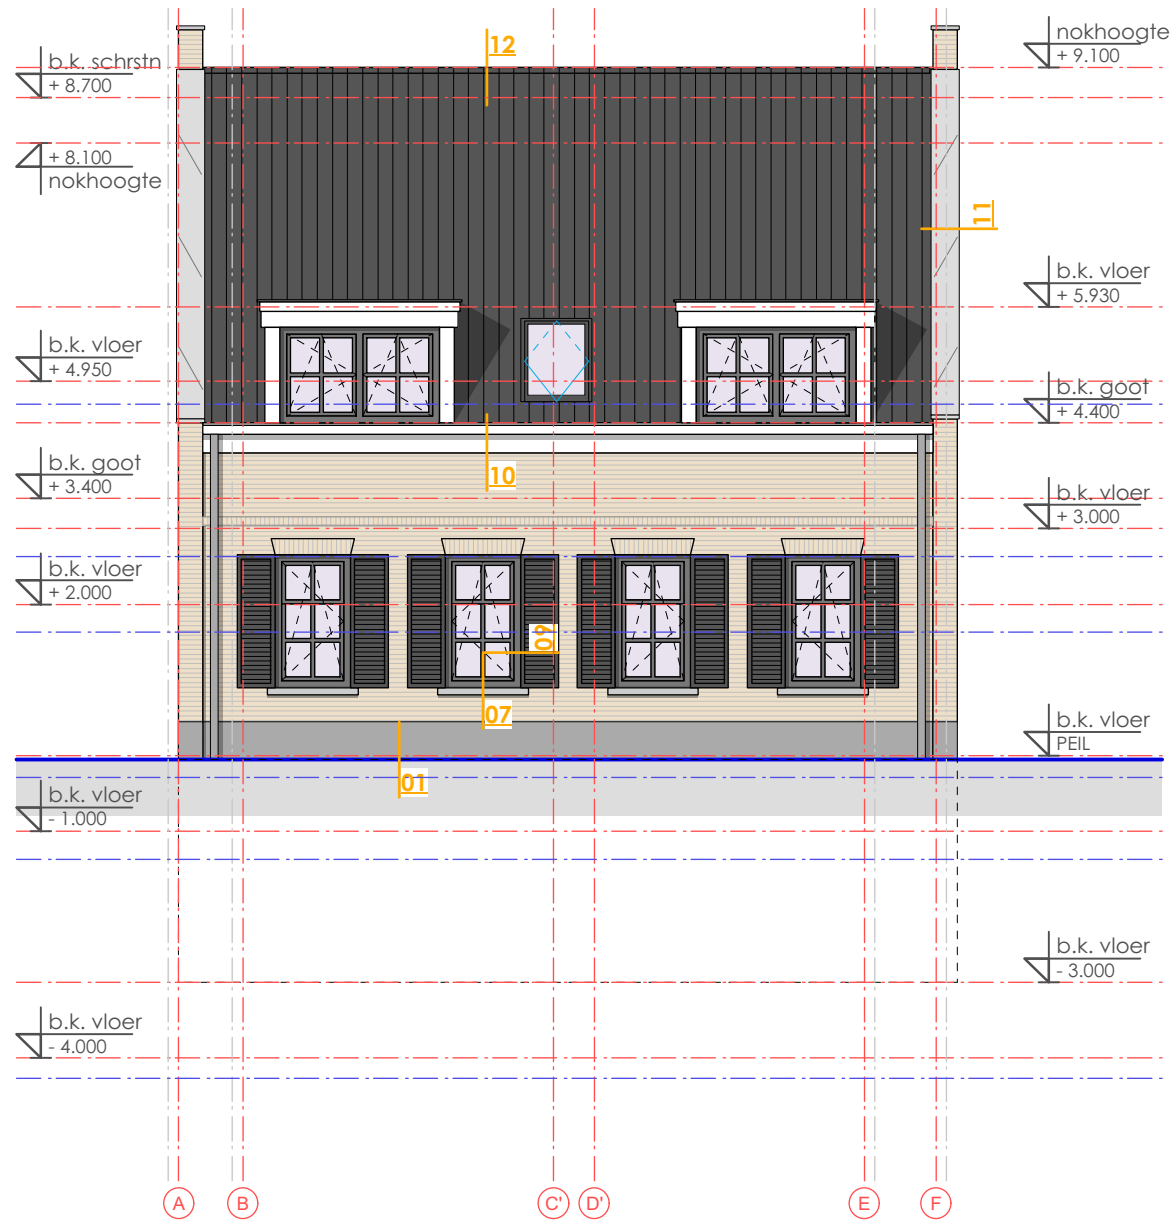 12
nokhoogte
+ 9.100
b.k. schrstn
+ 8.700
+ 8.100
nokhoogte
11
b.k. vloer
+ 5.930
b.k. vloer
+ 4.950
b.k. goot
+ 4.400
b.k. goot
+ 3.400
10
b.k. vloer
+ 3.000
b.k. vloer
+ 2.000
09
07
b.k. vloer
PEIL
01
b.k. vloer
- 1.000
b.k. vloer
- 3.000
b.k. vloer
- 4.000
A B C' D' E F